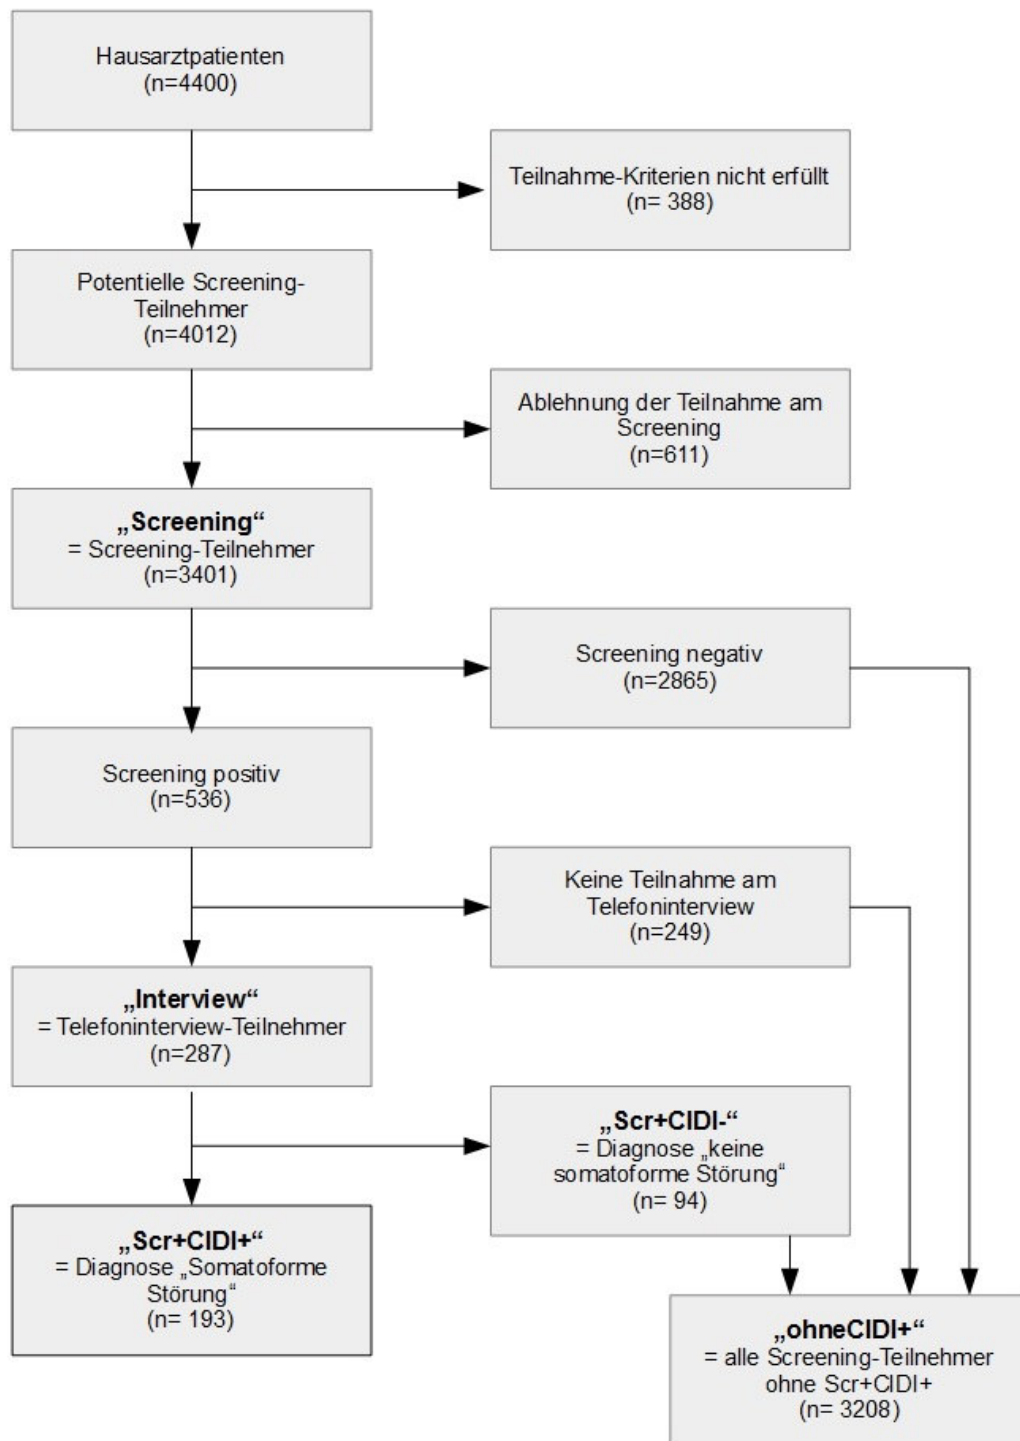 Hausarztpatienten
(n=4400)
Teilnahme-Kriterien nicht erfüllt
(n= 388)
Potentielle Screening-
Teilnehmer
(n=4012)
Ablehnung der Teilnahme am
Screening
(n=611)
„Screening“
= Screening-Teilnehmer
(n=3401)
Screening negativ
(n=2865)
Screening positiv
(n=536)
Keine Teilnahme am
Telefoninterview
(n=249)
„Interview“
= Telefoninterview-Teilnehmer
(n=287)
„Scr+CIDI-“
= Diagnose „keine
somatoforme Störung“
(n= 94)
„Scr+CIDI+“
= Diagnose „Somatoforme
Störung“
(n= 193)
„ohneCIDI+“
= alle Screening-Teilnehmer
ohne Scr+CIDI+
(n= 3208)